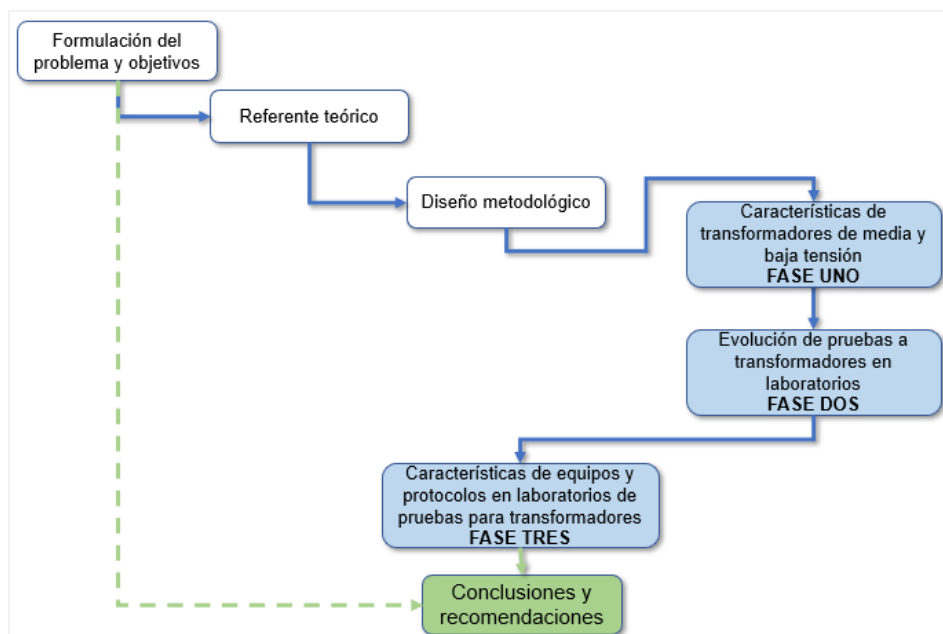 Formulación del
problema y objetivos
Referente teórico
Diseño metodológico
Características de
transformadores de media y
baja tensión
FASE UNO
Evolución de pruebas a
transformadores en
laboratorios
FASE DOS
Características de equipos y
protocolos en laboratorios de
pruebas para transformadores
FASE TRES
Conclusiones y
recomendaciones